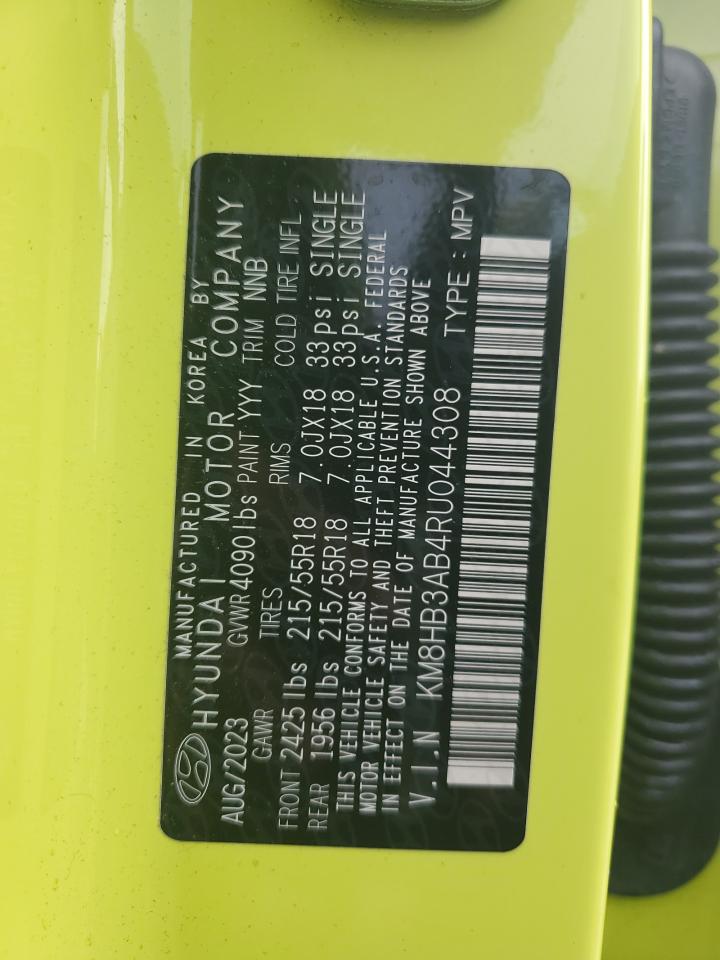 MANUFACTURED IN KOREA BY
HYUNDAI MOTOR COMPANY
AUG/2023 GVWR 4090 lbs PAINT YYY TRIM NNB
GAWR TIRES RIMS COLD TIRE INFL
FRONT 2425 lbs 215/55R18 7.0JX18 33psi SINGLE
REAR 1956 lbs 215/55R18 7.0JX18 33psi SINGLE
THIS VEHICLE CONFORMS TO ALL APPLICABLE U.S.A. FEDERAL
MOTOR VEHICLE SAFETY AND THEFT PREVENTION STANDARDS
IN EFFECT ON THE DATE OF MANUFACTURE SHOWN ABOVE
V.I.N KM8HB3AB4RU044308 TYPE : MPV